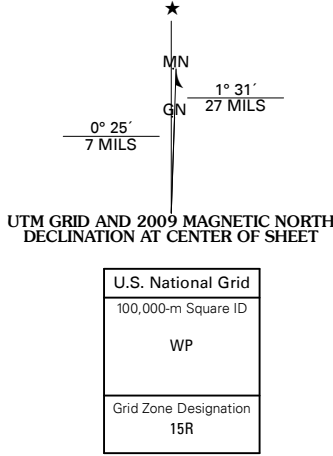 ★
MN
1° 31´
27 MILS
GN
0° 25´
7 MILS
UTM GRID AND 2009 MAGNETIC NORTH
DECLINATION AT CENTER OF SHEET
U.S. National Grid
100,000-m Square ID
WP
Grid Zone Designation
15R